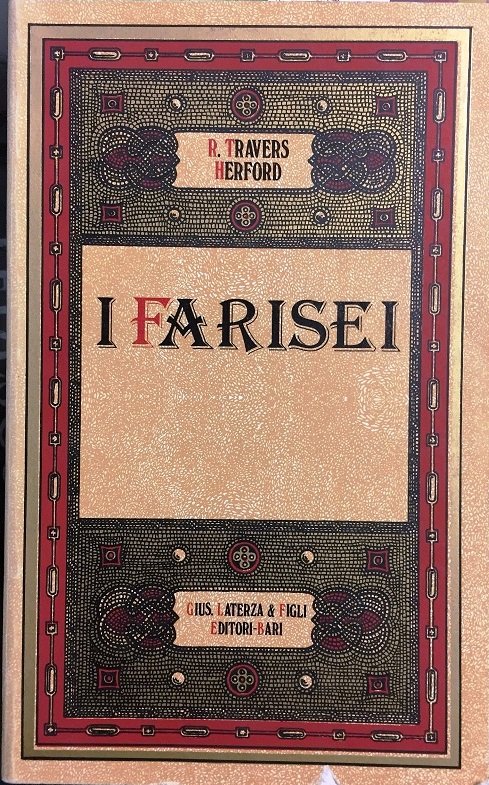 R. TRAVERS
HERFORD
I FARISEI
GIUS. LATERZA & FIGLI
EDITORI-BARI